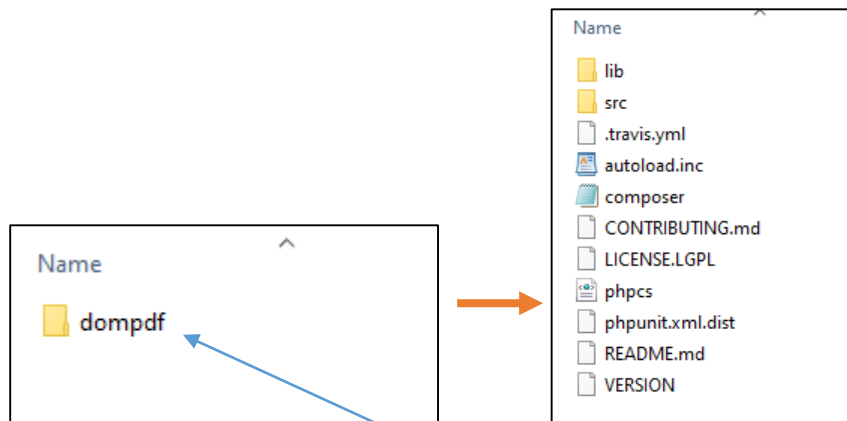 Name
dompdf
Name
lib
src
.travis.yml
autoload.inc
composer
CONTRIBUTING.md
LICENSE.LGPL
phpcs
phpunit.xml.dist
README.md
VERSION